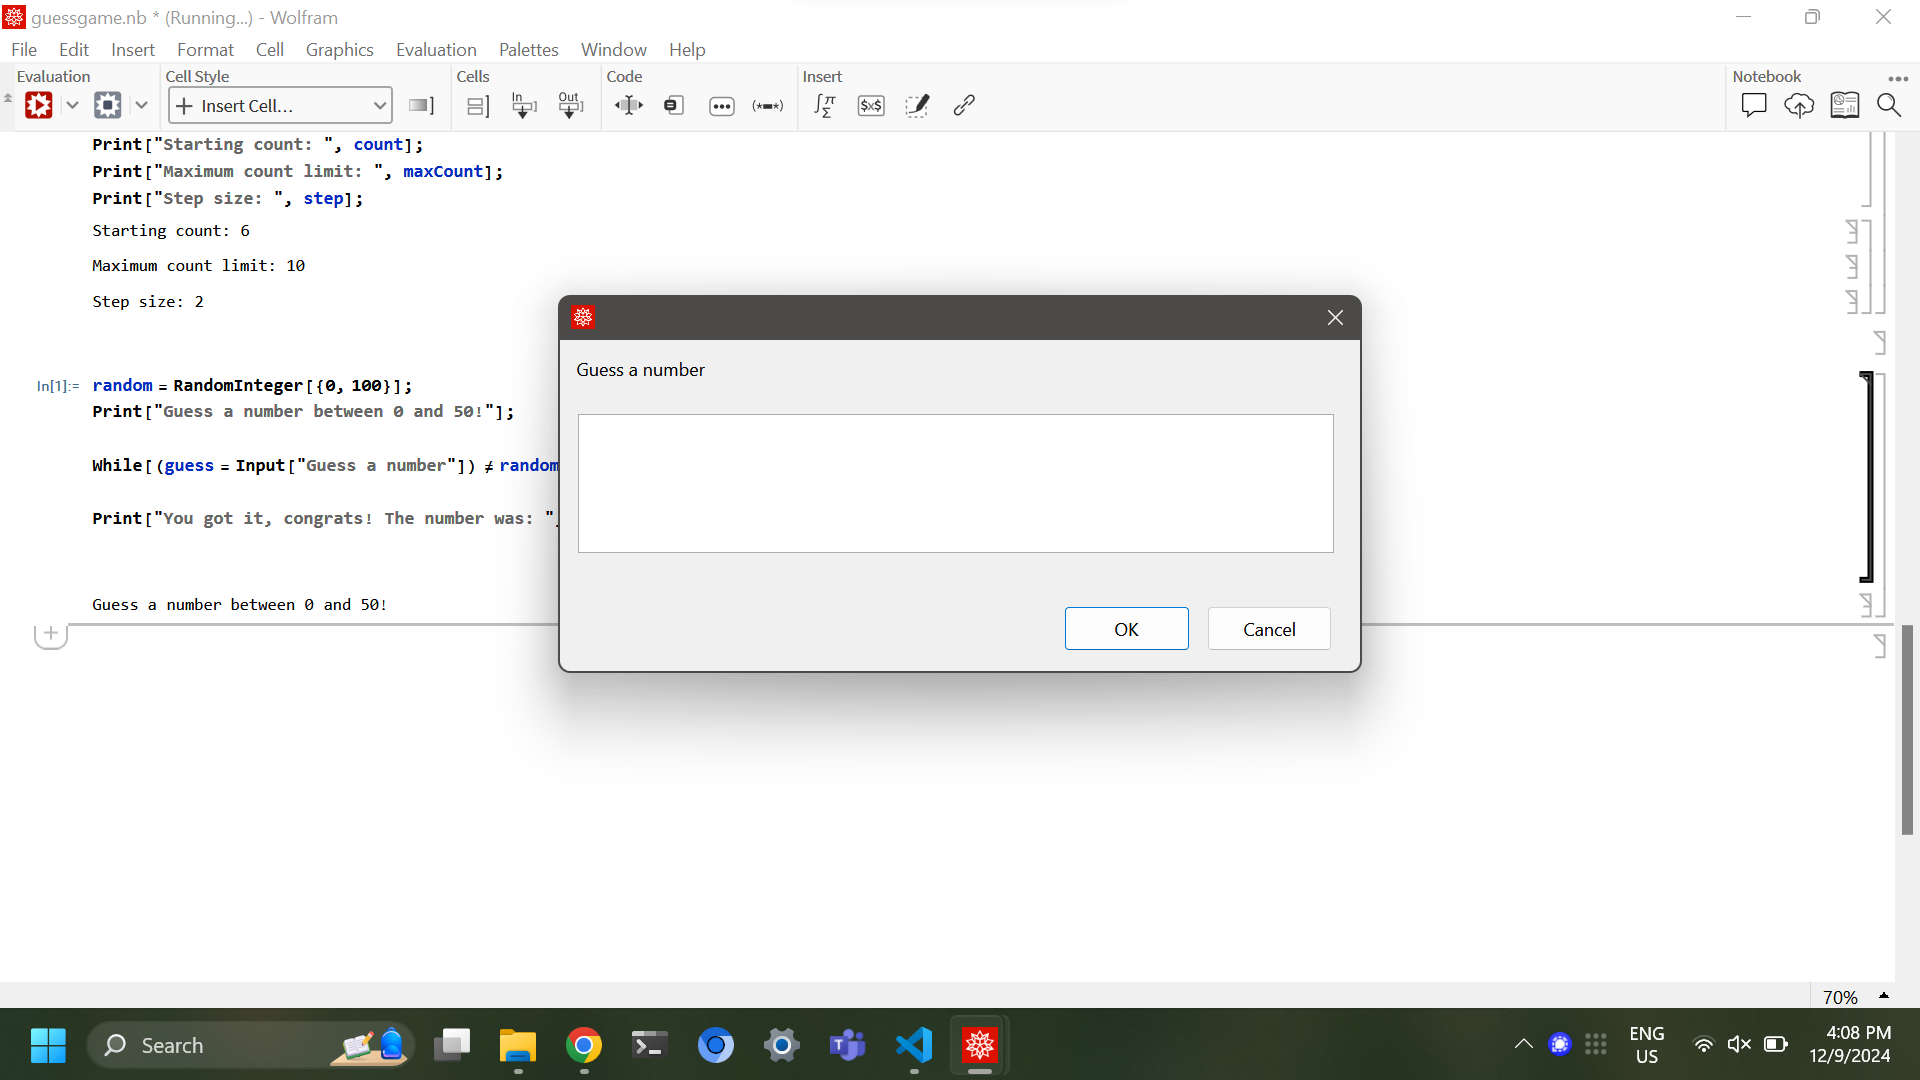 guessgame.nb * (Running...) - Wolfram
File Edit Insert Format Cell Graphics Evaluation Palettes Window Help
Evaluation Cell Style Cells Code Insert Notebook
Insert Cell... In Out (*=*) ∫π Σ $x$
Print["Starting count: ", count];
Print["Maximum count limit: ", maxCount];
Print["Step size: ", step];
Starting count: 6
Maximum count limit: 10
Step size: 2
In[1]:= random = RandomInteger[{0, 100}];
Print["Guess a number between 0 and 50!"];
While[(guess = Input["Guess a number"]) ≠ random
Print["You got it, congrats! The number was: "
Guess a number between 0 and 50!
Guess a number
OK Cancel
70%
Search
ENG
US
4:08 PM
12/9/2024